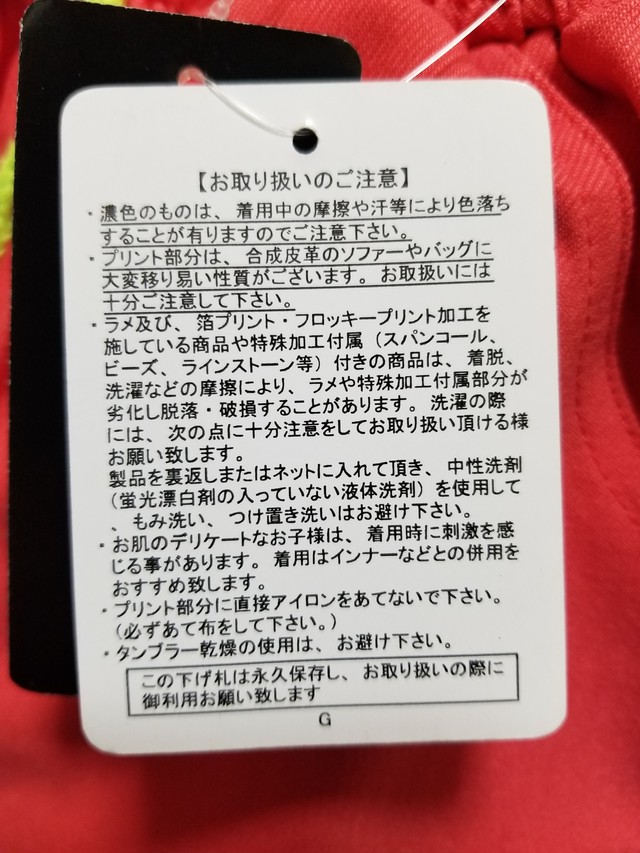 【お取り扱いのご注意】
・濃色のものは、着用中の摩擦や汗等により色落ち
することが有りますのでご注意下さい。
・プリント部分は、合成皮革のソファーやバッグに
大変移り易い性質がございます。お取扱いには
十分ご注意して下さい。
・ラメ及び、箔プリント・フロッキープリント加工を
施している商品や特殊加工付属（スパンコール、
ビーズ、ラインストーン等）付きの商品は、着脱、
洗濯などの摩擦により、ラメや特殊加工付属部分が
劣化し脱落・破損することがあります。洗濯の際
には、次の点に十分注意をしてお取り扱い頂ける様
お願い致します。
製品を裏返しまたはネットに入れて頂き、中性洗剤
（蛍光漂白剤の入っていない液体洗剤）を使用して
、もみ洗い、つけ置き洗いはお避け下さい。
・お肌のデリケートなお子様は、着用時に刺激を感
じる事があります。着用はインナーなどとの併用を
おすすめ致します。
・プリント部分に直接アイロンをあてないで下さい。
（必ずあて布をして下さい。）
・タンブラー乾燥の使用は、お避け下さい。
この下げ札は永久保存し、お取り扱いの際に
御利用お願い致します
G